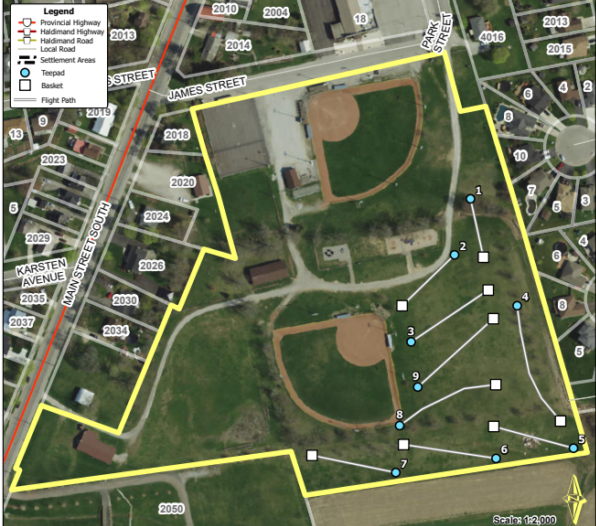 Legend
Provincial Highway
Haldimand Highway
Haldimand Road
Local Road
Settlement Areas
Teepad
Basket
Flight Path
2010
2004
18
2013
2014
PARK
STREET
4016
2013
2015
S STREET
JAMES STREET
6
4
2
2019
9
13
2018
8
2023
2020
10
7
5
3
1
5
2024
2
4
2029
6
KARSTEN
AVENUE
MAIN STREET SOUTH
2026
2035
2030
4
8
2037
2034
3
5
9
8
5
6
7
2050
Scale: 1:2,000